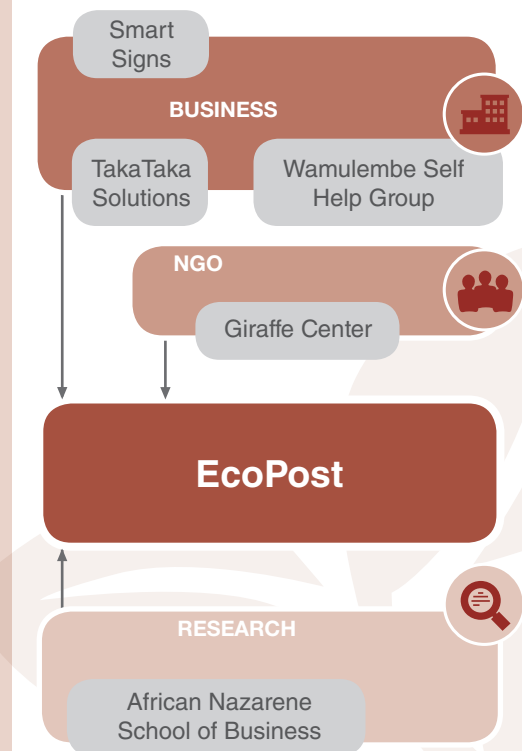 Smart
Signs
BUSINESS
TakaTaka
Solutions
Wamulembe Self
Help Group
NGO
Giraffe Center
EcoPost
RESEARCH
African Nazarene
School of Business